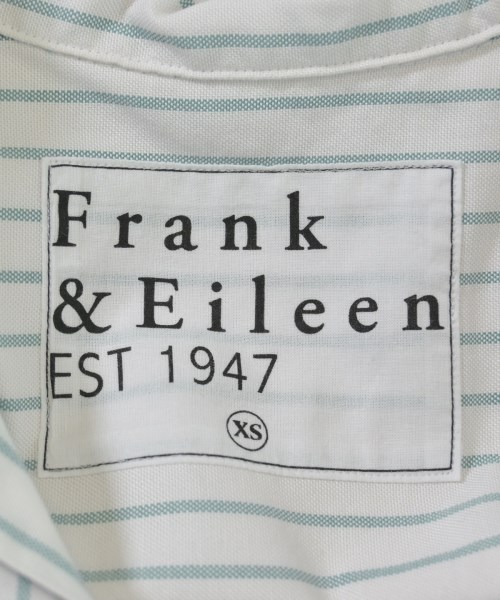 Frank
& Eileen
EST 1947
XS